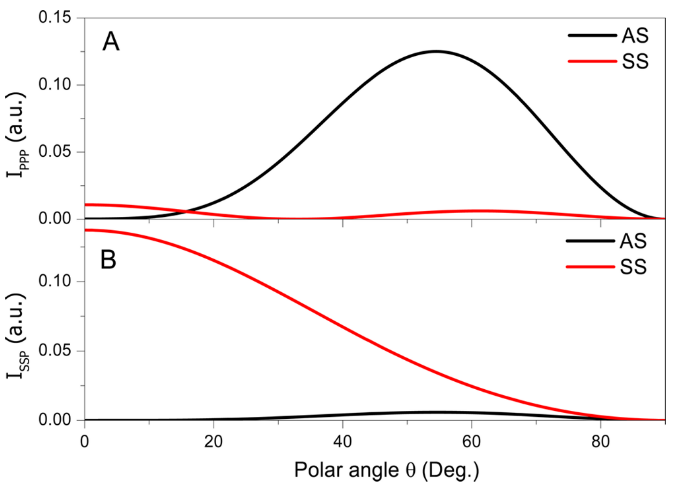 0.15
A
AS
SS
0.10
0.05
0.00
I_PPP (a.u.)
B
AS
SS
0.10
0.05
0.00
I_SSP (a.u.)
0 20 40 60 80
Polar angle θ (Deg.)